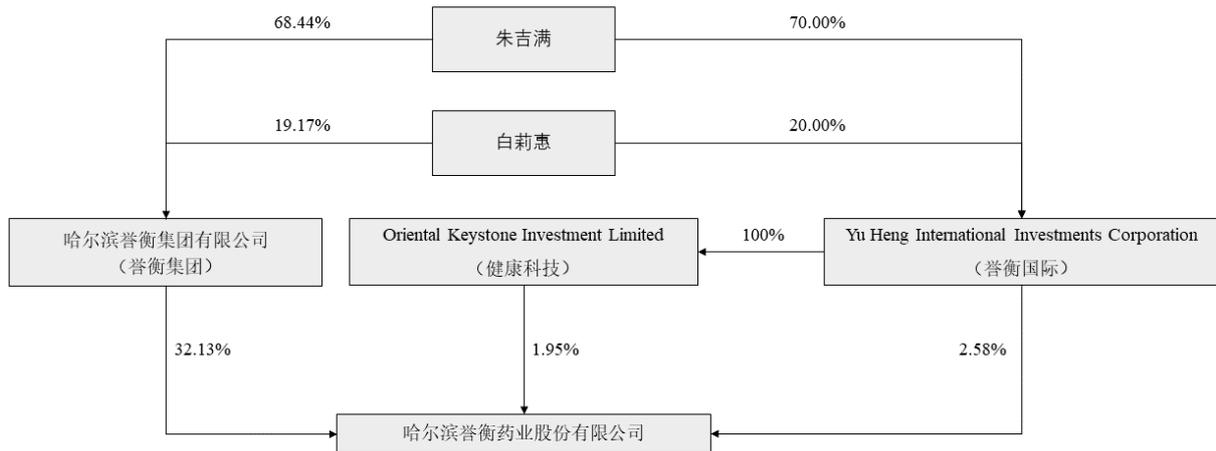 68.44%
朱吉满
70.00%
19.17%
白莉惠
20.00%
哈尔滨誉衡集团有限公司
（誉衡集团）
Oriental Keystone Investment Limited
（健康科技）
100%
Yu Heng International Investments Corporation
（誉衡国际）
32.13%
1.95%
2.58%
哈尔滨誉衡药业股份有限公司